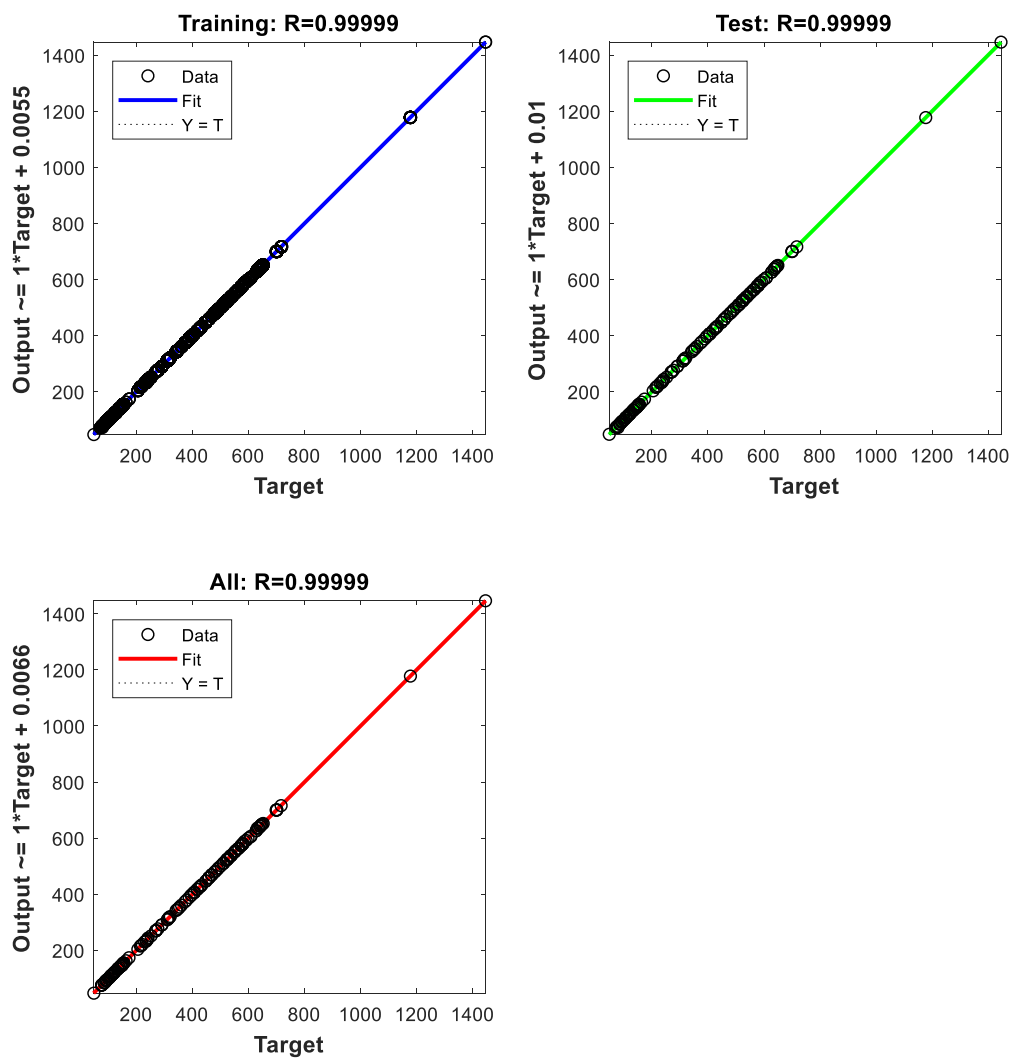 Training: R=0.99999
Output ~= 1*Target + 0.0055
1400
1200
1000
800
600
400
200
Data
Fit
Y = T
200 400 600 800 1000 1200 1400
Target
Test: R=0.99999
Output ~= 1*Target + 0.01
1400
1200
1000
800
600
400
200
Data
Fit
Y = T
200 400 600 800 1000 1200 1400
Target
All: R=0.99999
Output ~= 1*Target + 0.0066
1400
1200
1000
800
600
400
200
Data
Fit
Y = T
200 400 600 800 1000 1200 1400
Target